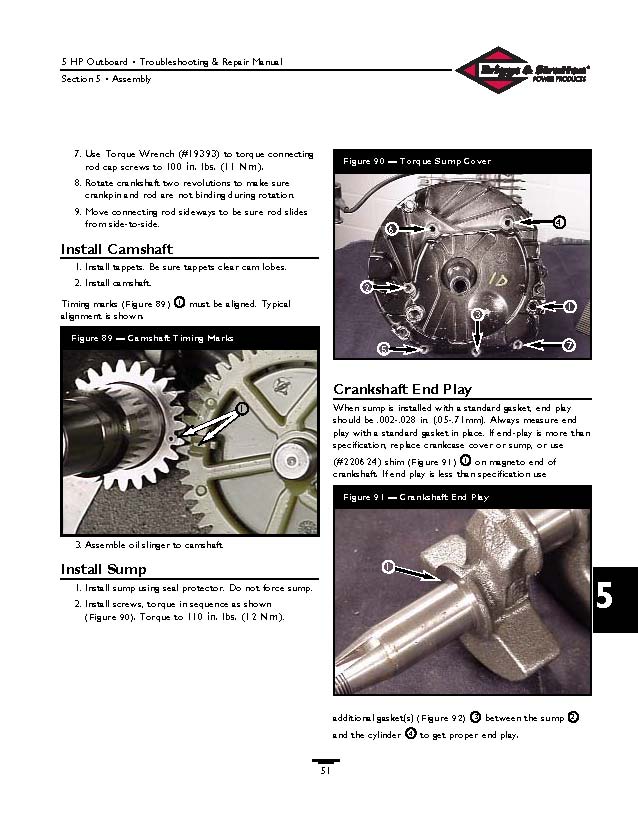 5 HP Outboard • Troubleshooting & Repair Manual
Section 5 • Assembly
Briggs & Stratton
POWER PRODUCTS
7. Use Torque Wrench (#19393) to torque connecting
rod cap screws to 100 in. lbs. (11 Nm).
8. Rotate crankshaft two revolutions to make sure
crankpin and rod are not binding during rotation.
9. Move connecting rod sideways to be sure rod slides
from side-to-side.
Install Camshaft
1. Install tappets. Be sure tappets clear cam lobes.
2. Install camshaft.
Timing marks (Figure 89) 1 must be aligned. Typical
alignment is shown.
Figure 89 — Camshaft Timing Marks
1
3. Assemble oil slinger to camshaft
Install Sump
1. Install sump using seal protector. Do not force sump.
2. Install screws, torque in sequence as shown
(Figure 90). Torque to 110 in. lbs. (12 Nm).
Figure 90 — Torque Sump Cover
6
4
2
1
3
5
7
1D
Crankshaft End Play
When sump is installed with a standard gasket, end play
should be .002-.028 in. (.05-.71mm). Always measure end
play with a standard gasket in place. If end-play is more than
specification, replace crankcase cover or sump, or use
(#220624) shim (Figure 91) 1 on magneto end of
crankshaft. If end play is less than specification use
Figure 91 — Crankshaft End Play
1
5
additional gasket(s) (Figure 92) 3 between the sump 2
and the cylinder 4 to get proper end play.
51